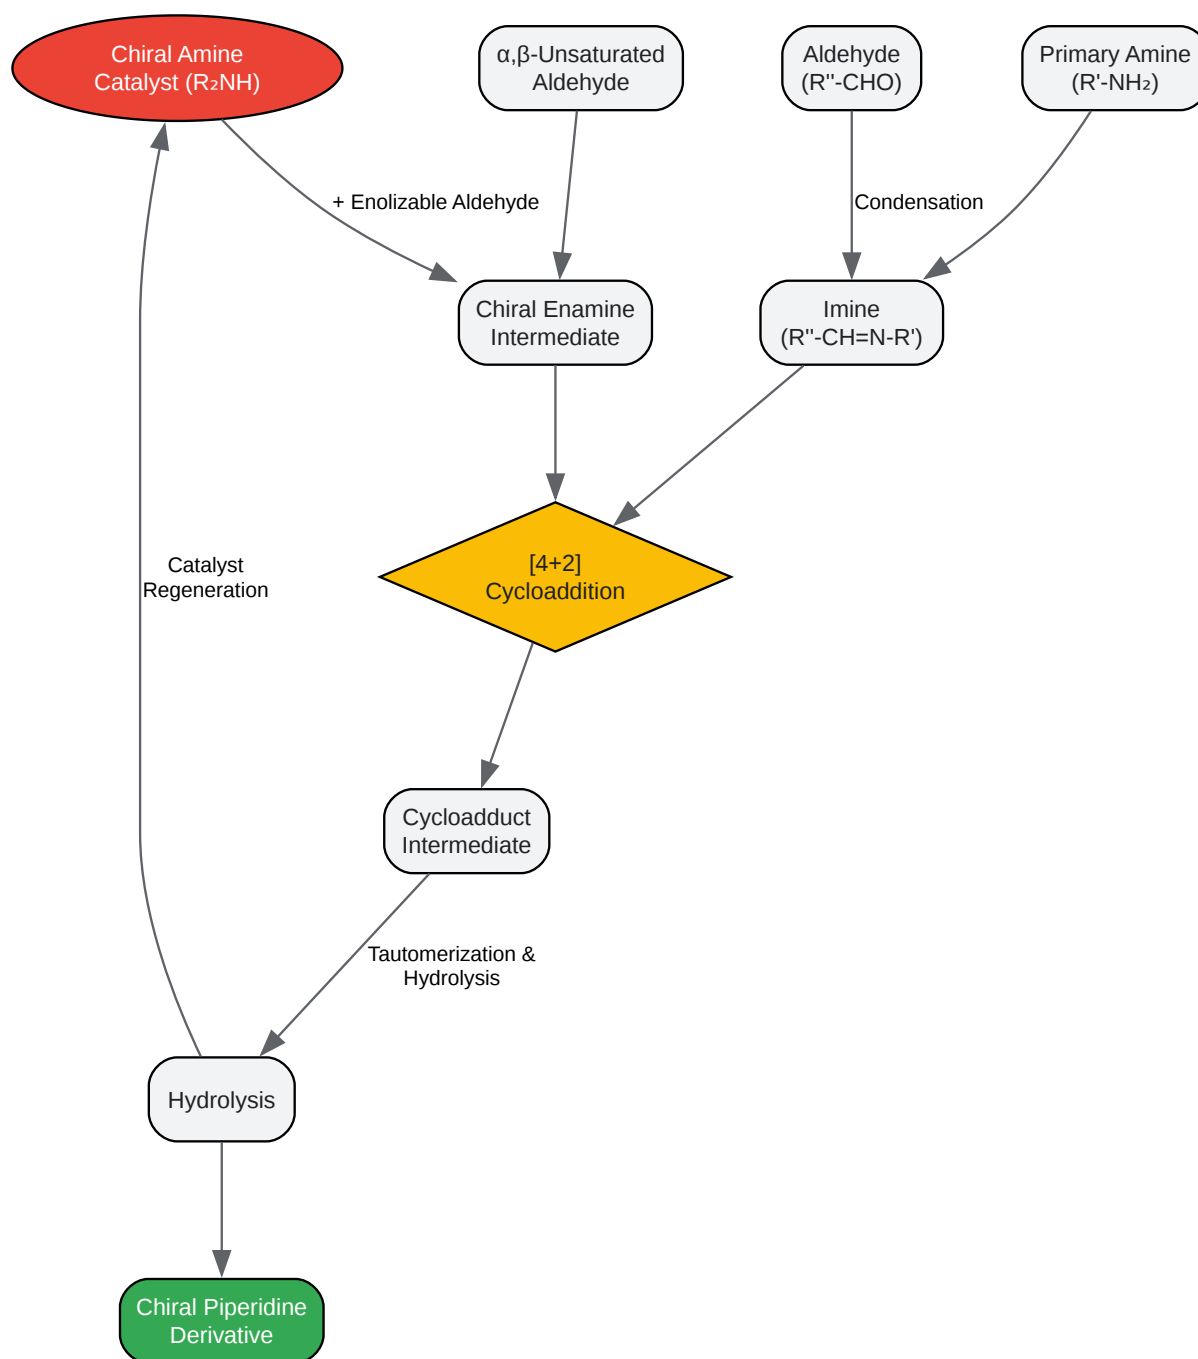 Chiral Amine
Catalyst (R₂NH)
α,β-Unsaturated
Aldehyde
Aldehyde
(R''-CHO)
Primary Amine
(R'-NH₂)
+ Enolizable Aldehyde
Condensation
Chiral Enamine
Intermediate
Imine
(R''-CH=N-R')
[4+2]
Cycloaddition
Catalyst
Regeneration
Cycloadduct
Intermediate
Tautomerization &
Hydrolysis
Hydrolysis
Chiral Piperidine
Derivative